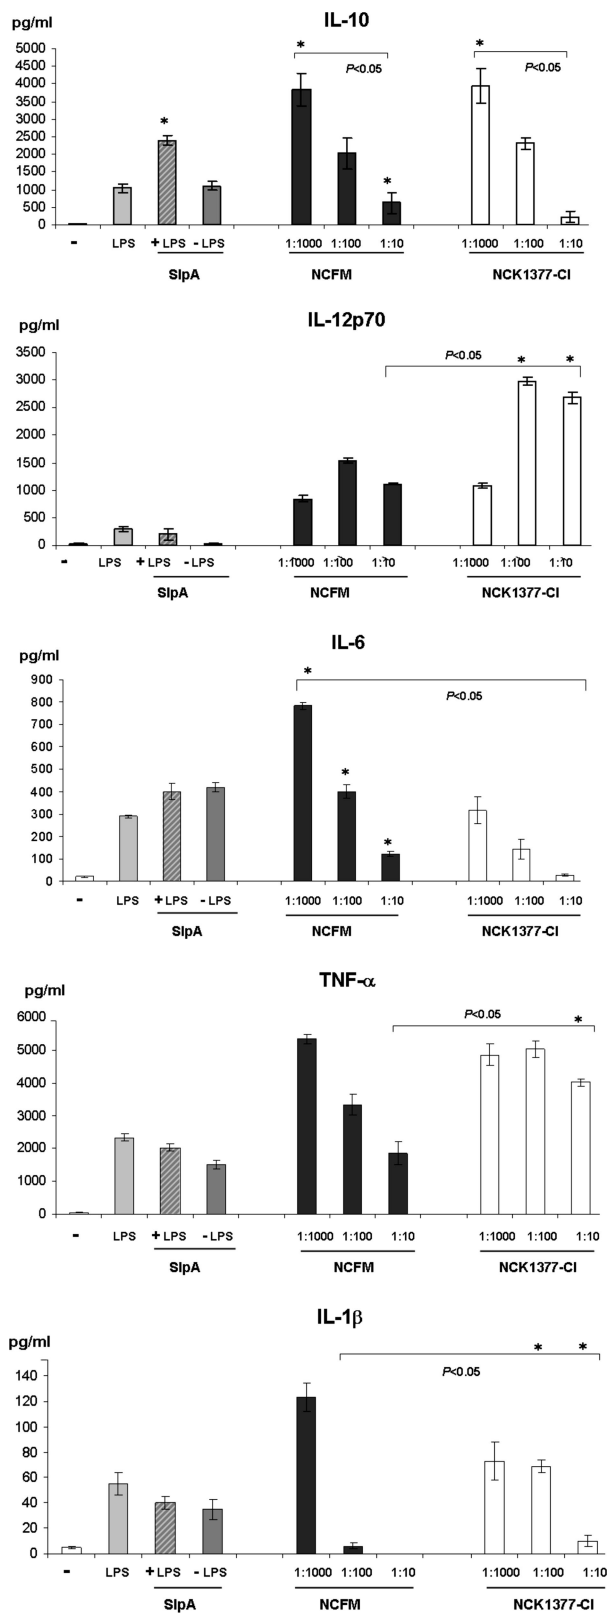 IL-10
pg/ml
5000
4500
4000
3500
3000
2500
2000
1500
1000
500
0
* * * *
P<0.05 P<0.05
- LPS + LPS - LPS 1:1000 1:100 1:10 1:1000 1:100 1:10
SlpA NCFM NCK1377-CI
IL-12p70
pg/ml
3500
3000
2500
2000
1500
1000
500
0
P<0.05 * *
- LPS + LPS - LPS 1:1000 1:100 1:10 1:1000 1:100 1:10
SlpA NCFM NCK1377-CI
IL-6
pg/ml
900
800
700
600
500
400
300
200
100
0
* * *
P<0.05
- LPS + LPS - LPS 1:1000 1:100 1:10 1:1000 1:100 1:10
SlpA NCFM NCK1377-CI
TNF-α
pg/ml
6000
5000
4000
3000
2000
1000
0
P<0.05 *
- LPS + LPS - LPS 1:1000 1:100 1:10 1:1000 1:100 1:10
SlpA NCFM NCK1377-CI
IL-1β
pg/ml
140
120
100
80
60
40
20
0
* *
P<0.05
- LPS + LPS - LPS 1:1000 1:100 1:10 1:1000 1:100 1:10
SlpA NCFM NCK1377-CI